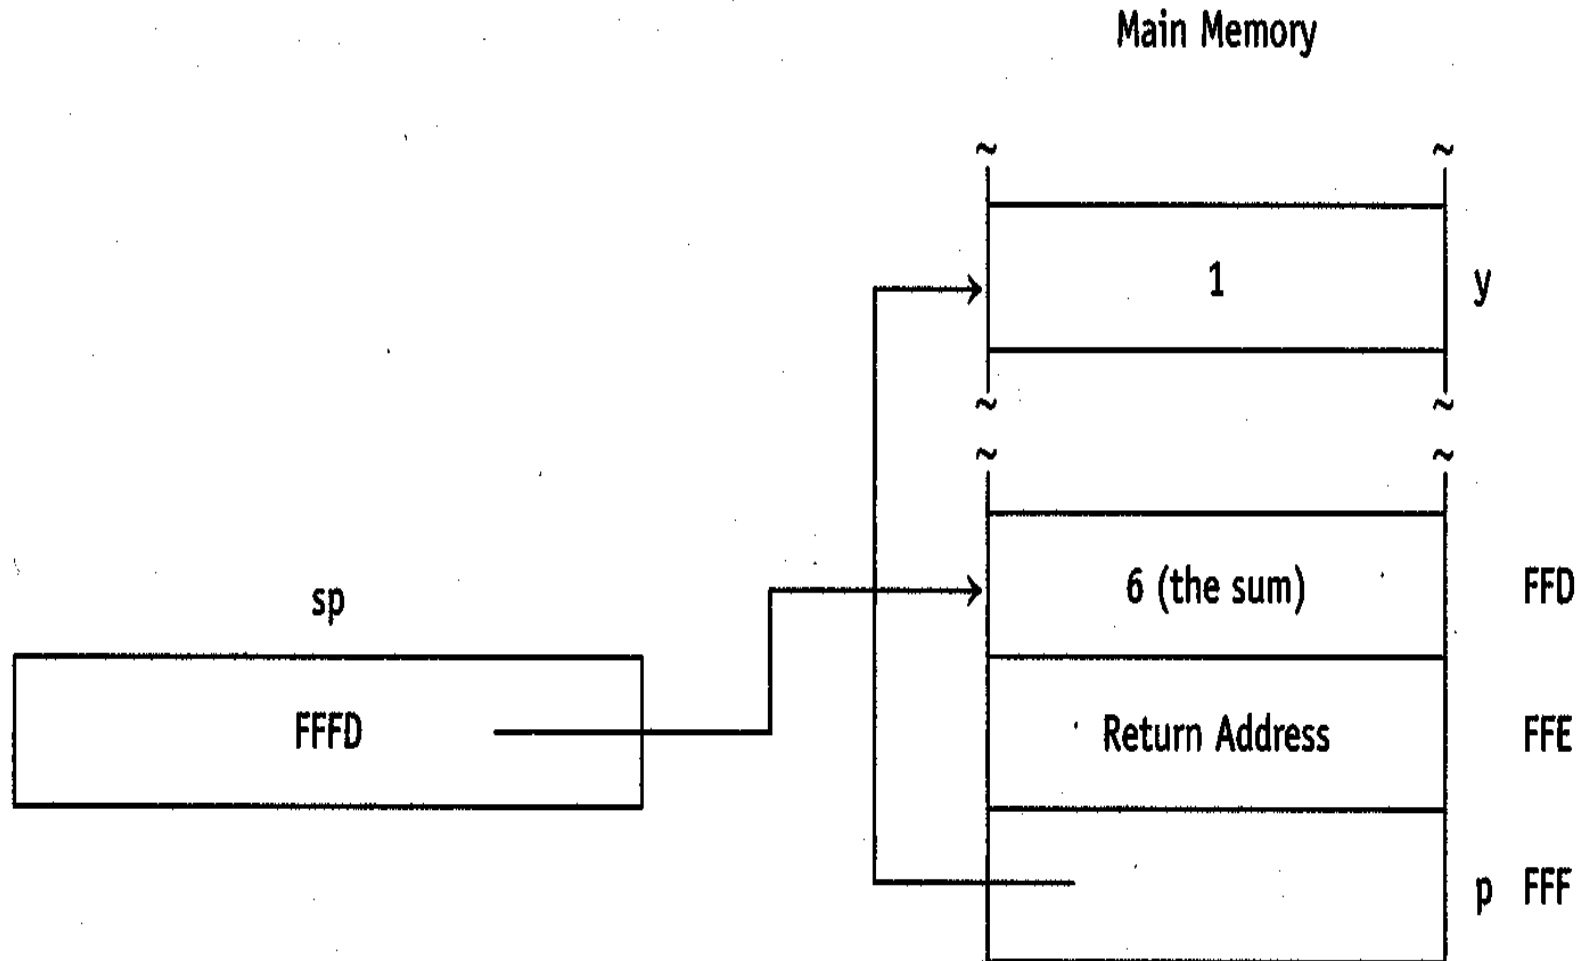 Main Memory
1
y
6 (the sum)
FFD
sp
FFFD
Return Address
FFE
p FFF